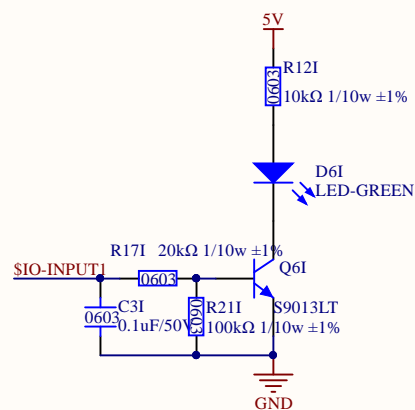 5V
R12I
0603
10kΩ 1/10w ±1%
D6I
LED-GREEN
R17I 20kΩ 1/10w ±1%
$IO-INPUT1
0603
Q6I
C3I
0603
0.1uF/50V
R21I
0603
S9013LT
100kΩ 1/10w ±1%
GND